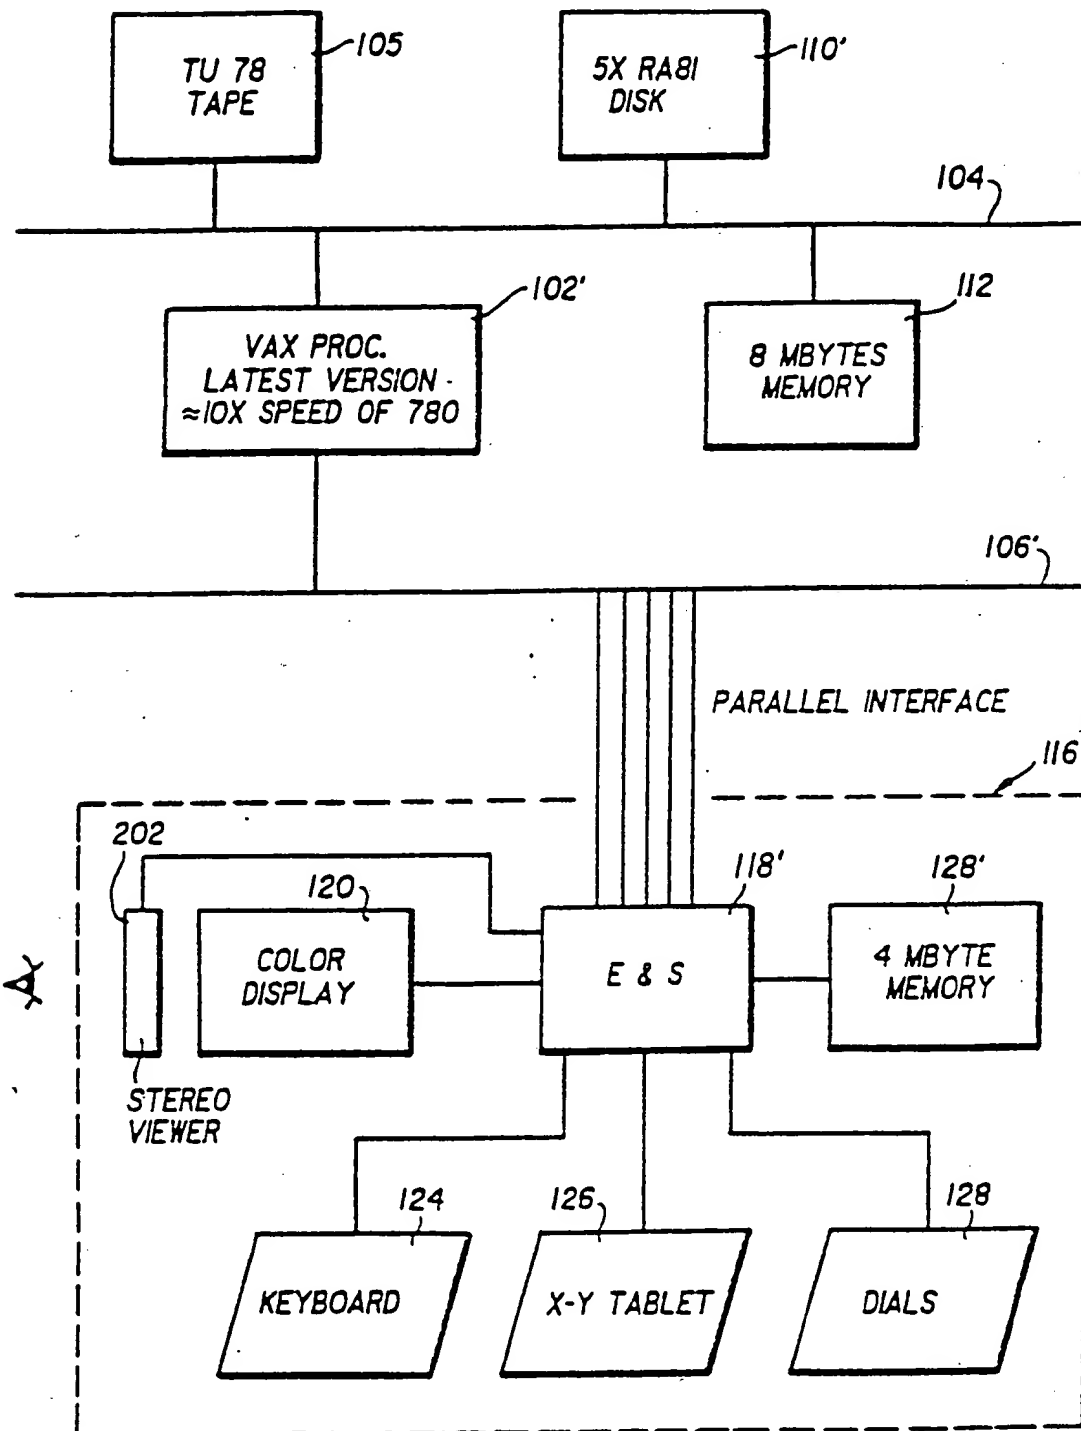 TU 78
TAPE
105
5X RA81
DISK
110'
104
VAX PROC.
LATEST VERSION -
≈10X SPEED OF 780
102'
8 MBYTES
MEMORY
112
106'
PARALLEL INTERFACE
116
202
120
COLOR
DISPLAY
118'
E & S
128'
4 MBYTE
MEMORY
STEREO
VIEWER
124
KEYBOARD
126
X-Y TABLET
128
DIALS